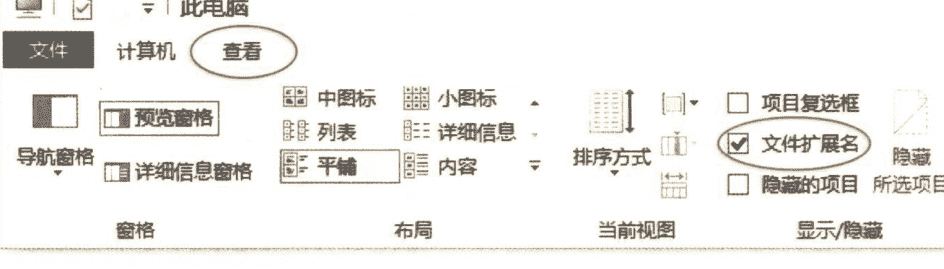 此电脑
文件 计算机 查看
导航窗格
预览窗格
详细信息窗格
窗格
中图标 小图标
列表 详细信息
平铺 内容
布局
排序方式
当前视图
项目复选框
文件扩展名
隐藏的项目
隐藏
所选项目
显示/隐藏